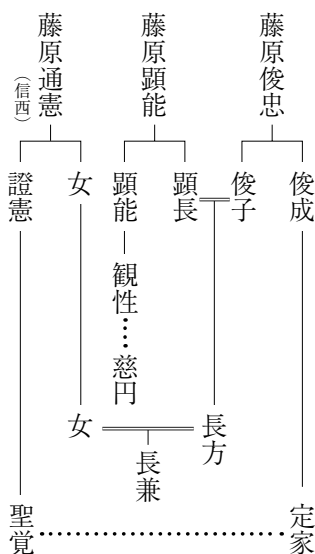 藤原俊忠
俊成
定家
俊子
藤原顕能
顕長
長方
顕能
観性……慈円
長兼
藤原通憲
(信西)
女
女
證憲
聖覚